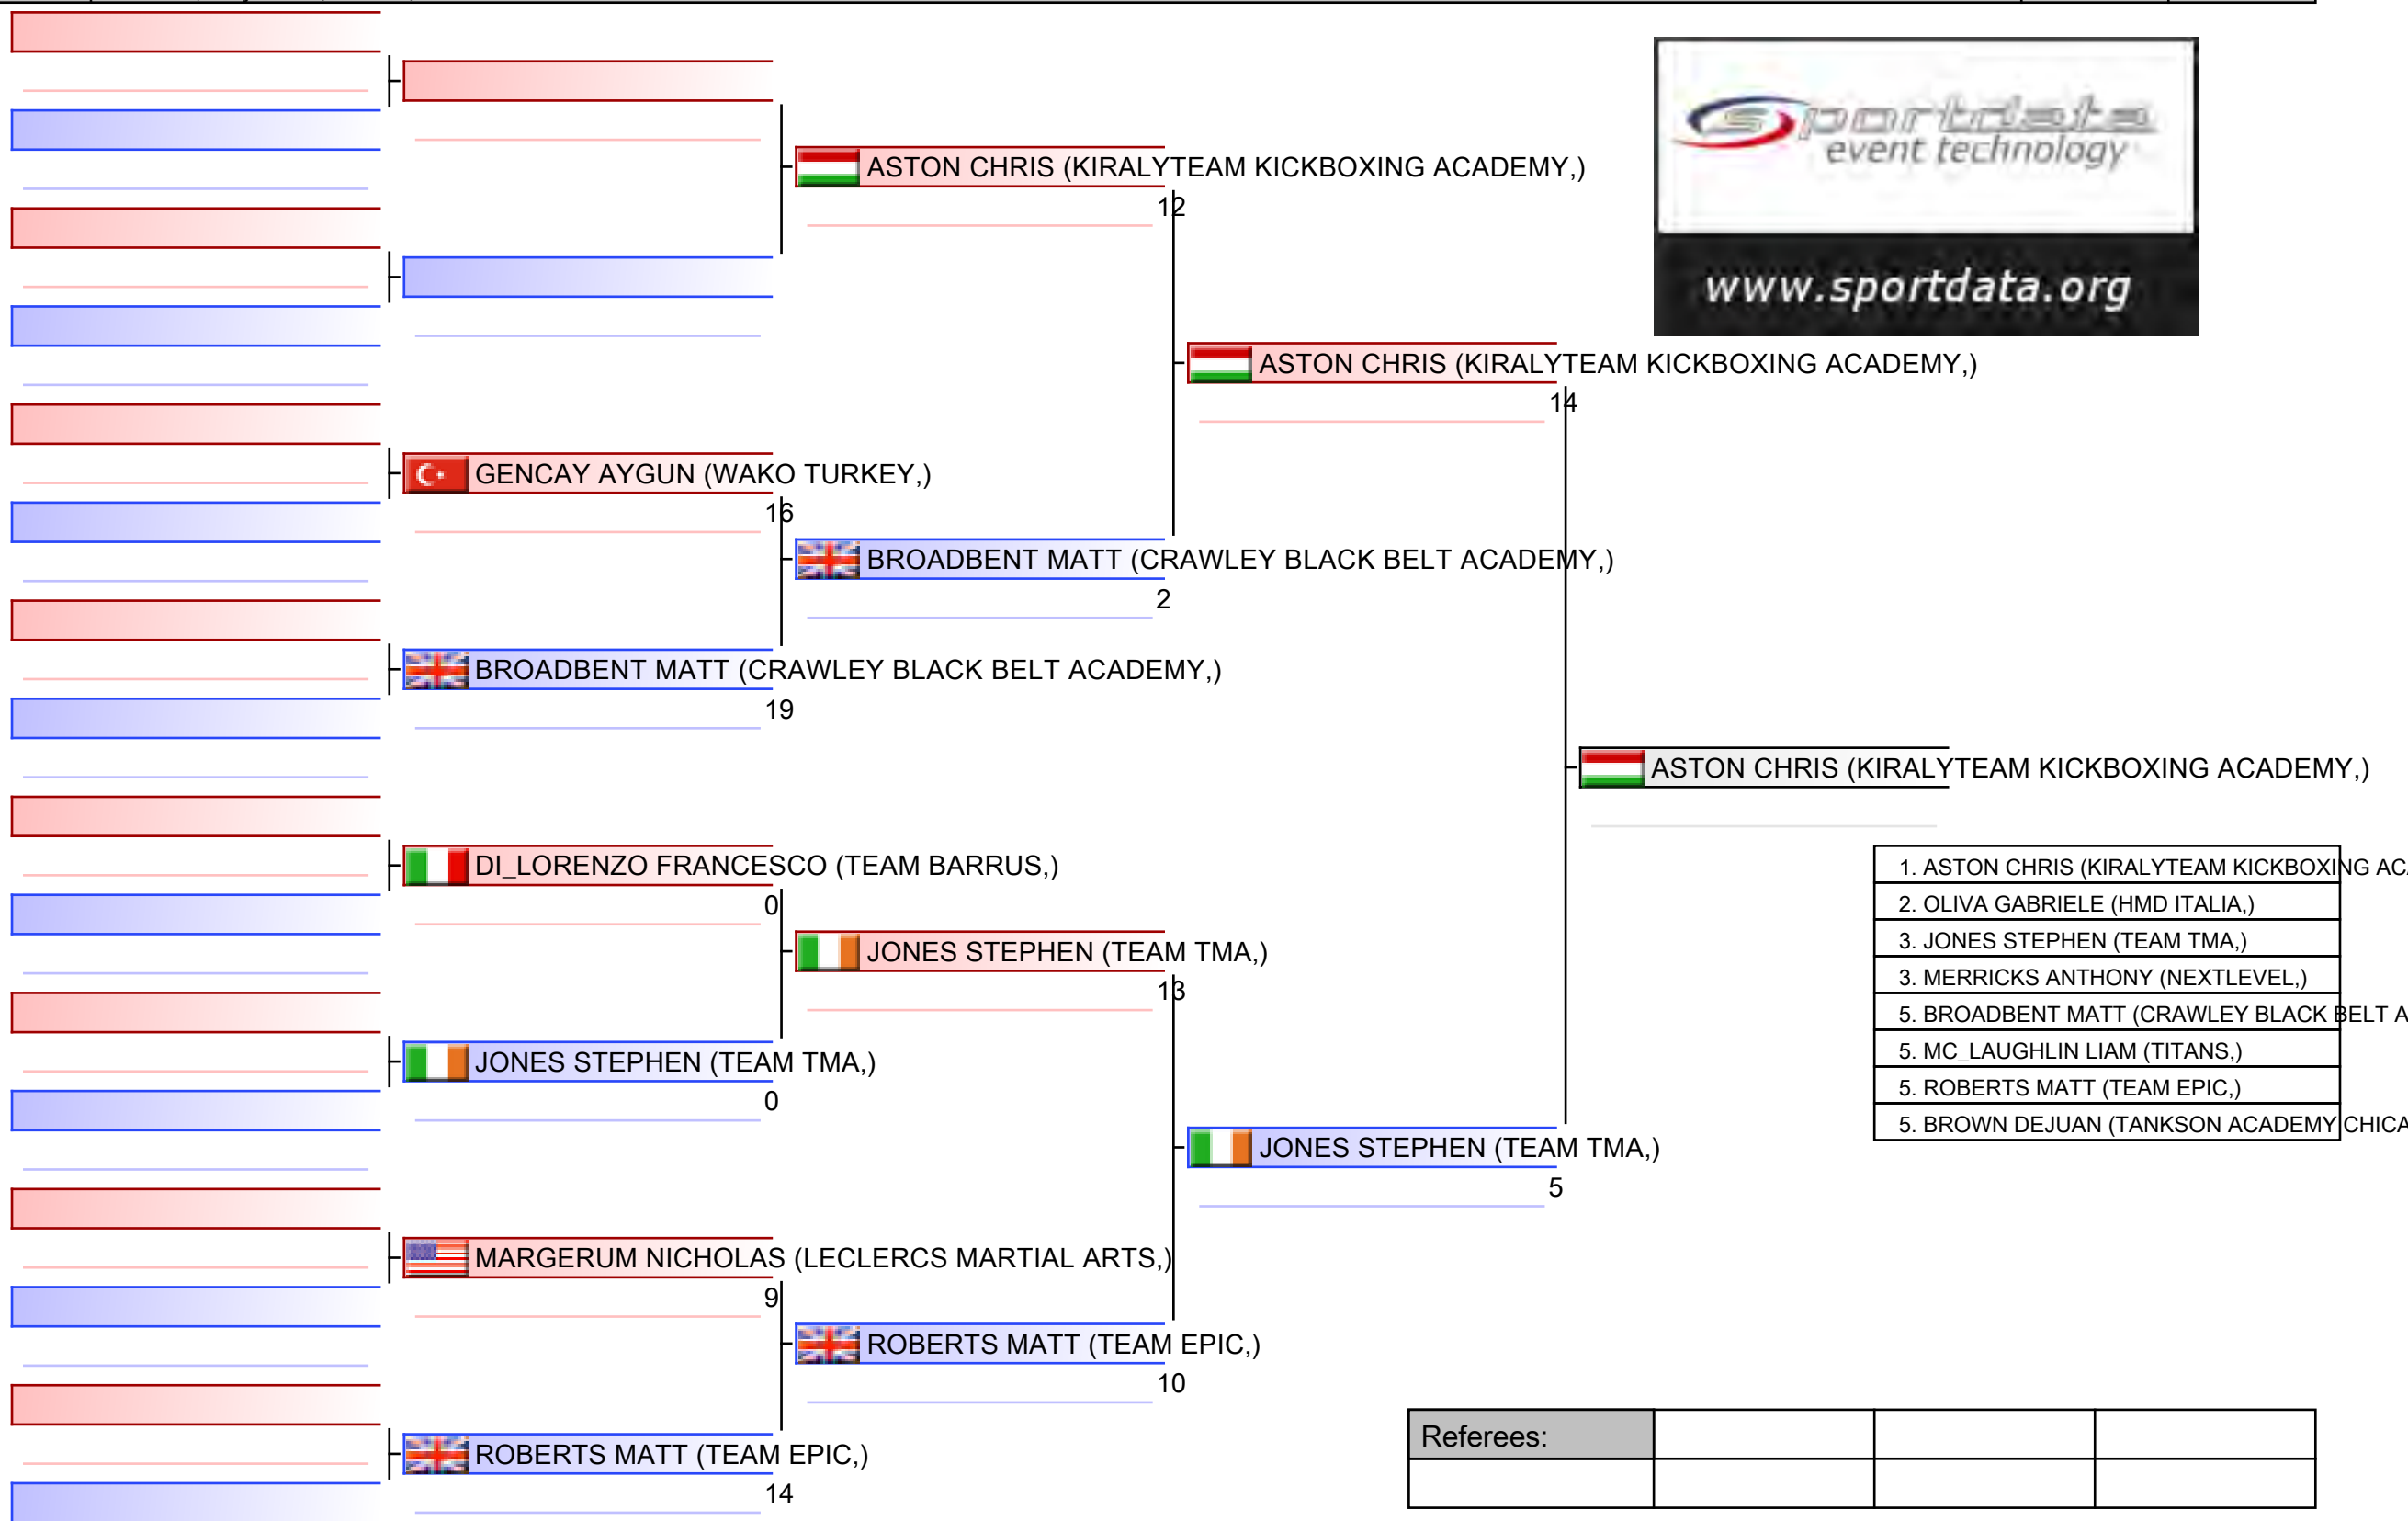 sportdata
event technology
www.sportdata.org
ASTON CHRIS (KIRALYTEAM KICKBOXING ACADEMY,)
12
ASTON CHRIS (KIRALYTEAM KICKBOXING ACADEMY,)
14
GENCAY AYGUN (WAKO TURKEY,)
16
BROADBENT MATT (CRAWLEY BLACK BELT ACADEMY,)
2
BROADBENT MATT (CRAWLEY BLACK BELT ACADEMY,)
19
ASTON CHRIS (KIRALYTEAM KICKBOXING ACADEMY,)
DI_LORENZO FRANCESCO (TEAM BARRUS,)
0
JONES STEPHEN (TEAM TMA,)
13
JONES STEPHEN (TEAM TMA,)
0
JONES STEPHEN (TEAM TMA,)
5
MARGERUM NICHOLAS (LECLERCS MARTIAL ARTS,)
9
ROBERTS MATT (TEAM EPIC,)
10
ROBERTS MATT (TEAM EPIC,)
14
1. ASTON CHRIS (KIRALYTEAM KICKBOXING AC
2. OLIVA GABRIELE (HMD ITALIA,)
3. JONES STEPHEN (TEAM TMA,)
3. MERRICKS ANTHONY (NEXTLEVEL,)
5. BROADBENT MATT (CRAWLEY BLACK BELT A
5. MC_LAUGHLIN LIAM (TITANS,)
5. ROBERTS MATT (TEAM EPIC,)
5. BROWN DEJUAN (TANKSON ACADEMY CHICA
Referees: